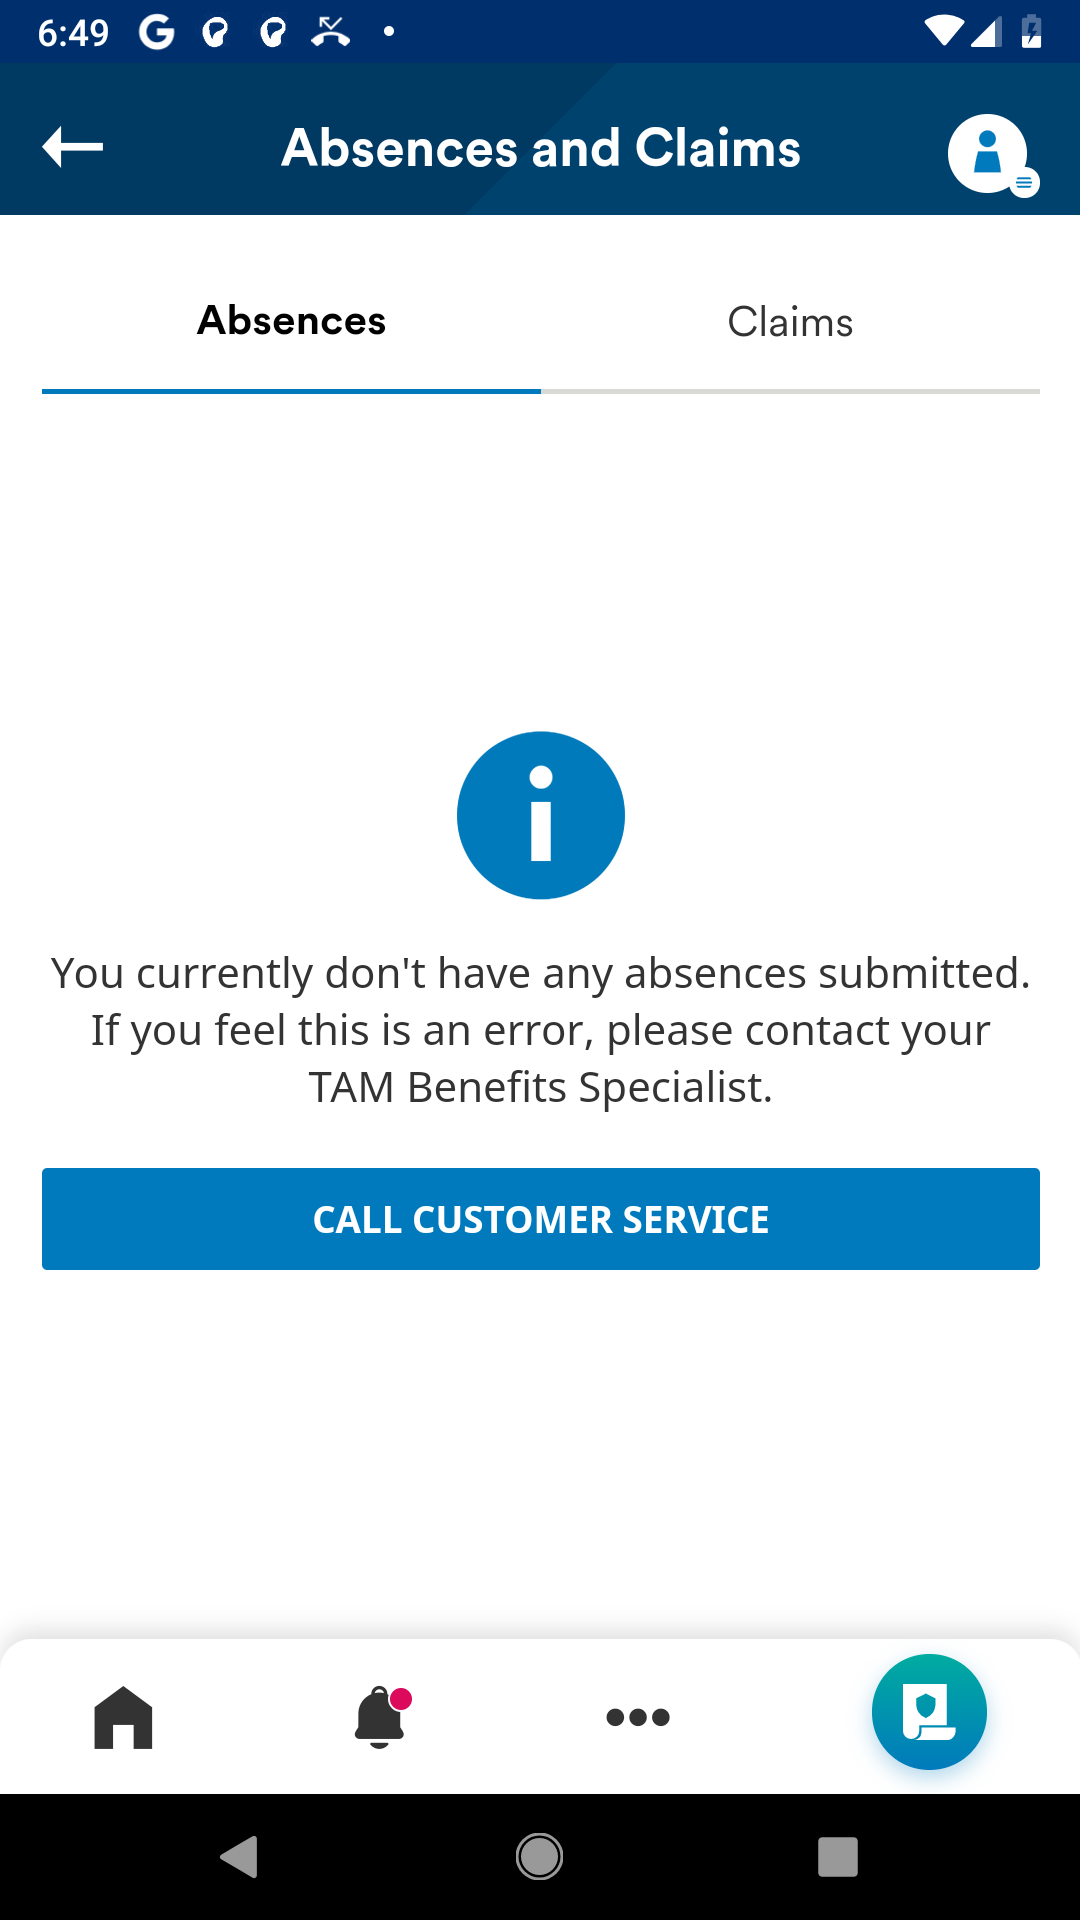 6:49
Absences and Claims
Absences
Claims
You currently don't have any absences submitted.
If you feel this is an error, please contact your
TAM Benefits Specialist.
CALL CUSTOMER SERVICE